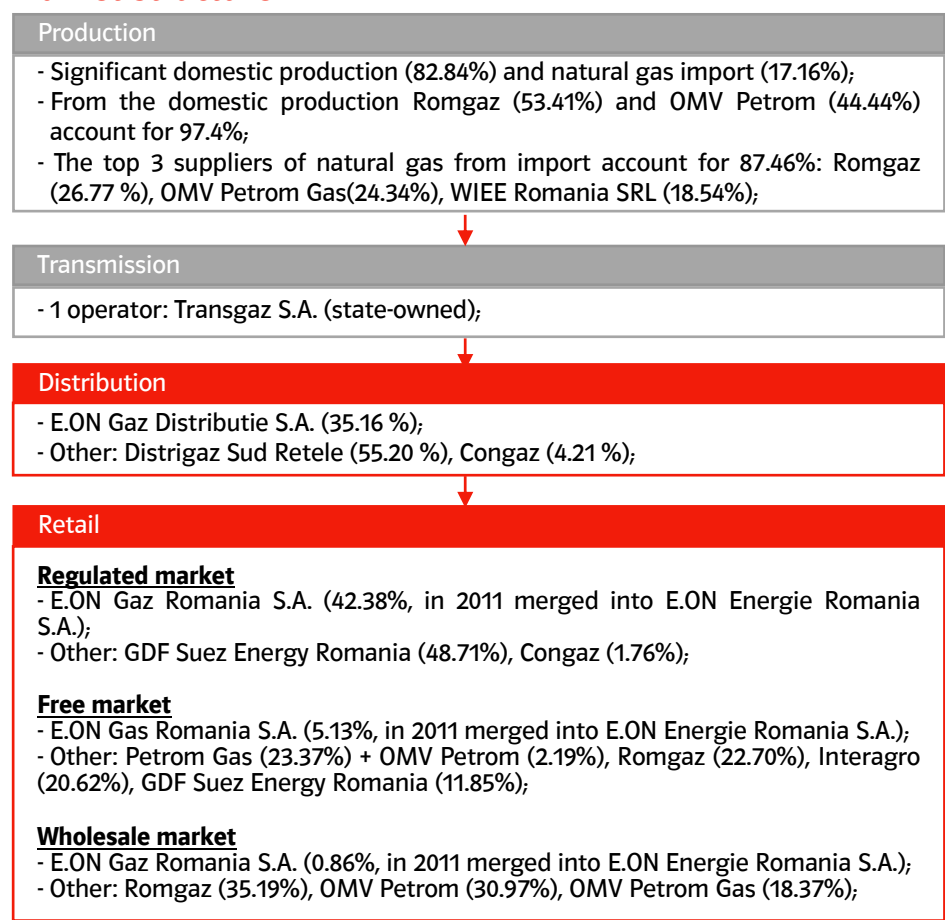 Production
- Significant domestic production (82.84%) and natural gas import (17.16%);
- From the domestic production Romgaz (53.41%) and OMV Petrom (44.44%)
account for 97.4%;
- The top 3 suppliers of natural gas from import account for 87.46%: Romgaz
(26.77 %), OMV Petrom Gas(24.34%), WIEE Romania SRL (18.54%);
Transmission
- 1 operator: Transgaz S.A. (state-owned);
Distribution
- E.ON Gaz Distributie S.A. (35.16 %);
- Other: Distrigaz Sud Retele (55.20 %), Congaz (4.21 %);
Retail
Regulated market
- E.ON Gaz Romania S.A. (42.38%, in 2011 merged into E.ON Energie Romania
S.A.);
- Other: GDF Suez Energy Romania (48.71%), Congaz (1.76%);
Free market
- E.ON Gas Romania S.A. (5.13%, in 2011 merged into E.ON Energie Romania S.A.);
- Other: Petrom Gas (23.37%) + OMV Petrom (2.19%), Romgaz (22.70%), Interagro
(20.62%), GDF Suez Energy Romania (11.85%);
Wholesale market
- E.ON Gaz Romania S.A. (0.86%, in 2011 merged into E.ON Energie Romania S.A.);
- Other: Romgaz (35.19%), OMV Petrom (30.97%), OMV Petrom Gas (18.37%);